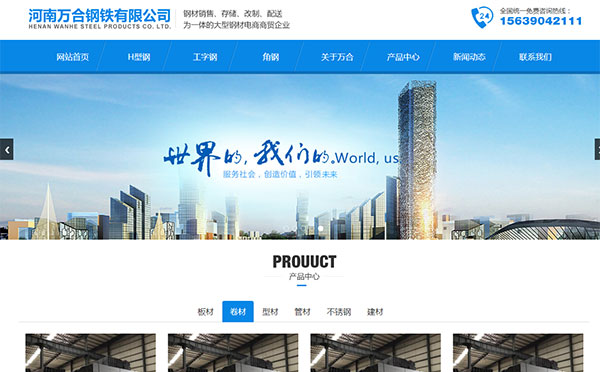 河南万合钢铁有限公司
HENAN WANHE STEEL PRODUCTS CO. LTD.
钢材销售、存储、改制、配送
为一体的大型钢材电商商贸企业
24
全国统一免费咨询热线：
15639042111
网站首页 H型钢 工字钢 角钢 关于万合 产品中心 新闻动态 联系我们
世界的，我们的.World, us
服务社会，创造价值，引领未来
PROUUCT
产品中心
板材 卷材 型材 管材 不锈钢 建材